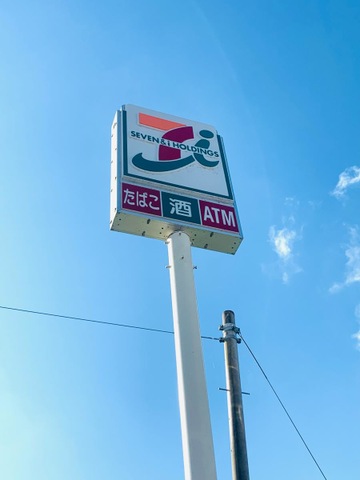 SEVEN & i HOLDINGS
たばこ 酒 ATM